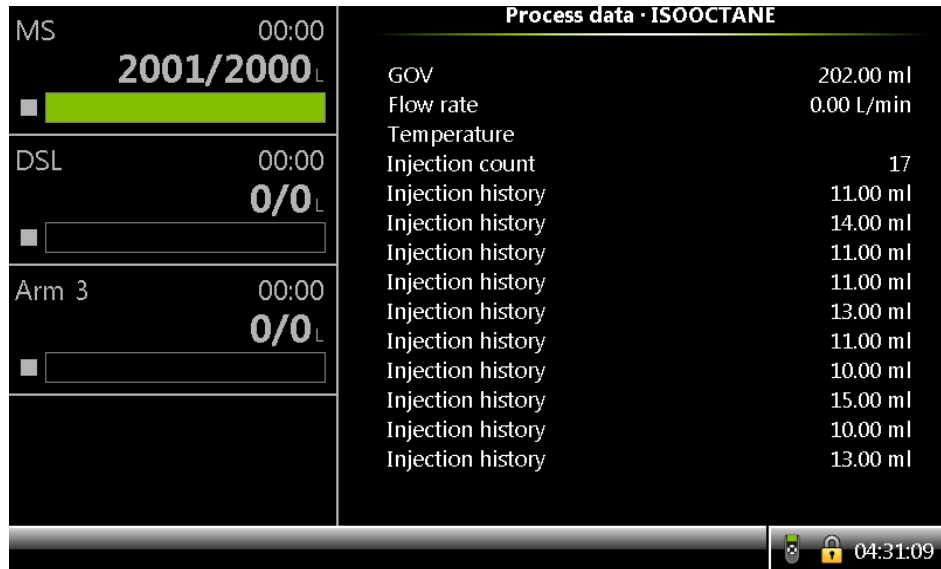 MS 00:00
2001/2000 L
DSL 00:00
0/0 L
Arm 3 00:00
0/0 L
Process data · ISOOCTANE
GOV 202.00 ml
Flow rate 0.00 L/min
Temperature
Injection count 17
Injection history 11.00 ml
Injection history 14.00 ml
Injection history 11.00 ml
Injection history 11.00 ml
Injection history 13.00 ml
Injection history 11.00 ml
Injection history 10.00 ml
Injection history 15.00 ml
Injection history 10.00 ml
Injection history 13.00 ml
04:31:09